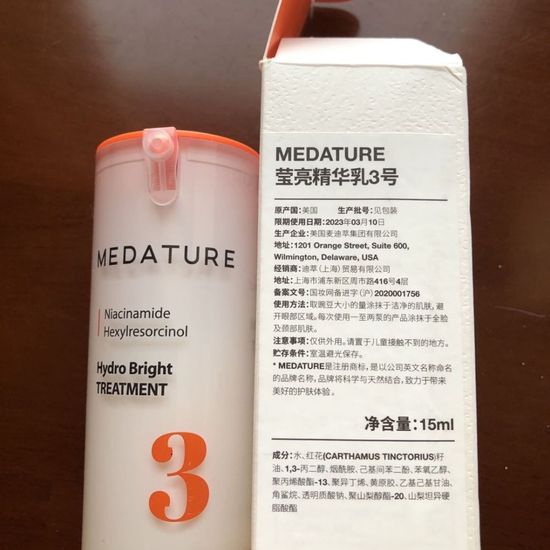 MEDATURE
Niacinamide
Hexylresorcinol
Hydro Bright
TREATMENT
3
MEDATURE
莹亮精华乳3号
原产国:美国 生产批号:见包装
限期使用日期:2023年03月10日
生产企业:美国麦迪萃集团有限公司
地址:1201 Orange Street, Suite 600,
Wilmington, Delaware, USA
经销商:迪萃(上海)贸易有限公司
地址:上海市浦东新区周市路416号4层
备案文号:国妆网备进字(沪)2020001756
使用方法:取豌豆大小的量涂抹于洁净的肌肤,避
开眼部区域。每次使用一至两泵的产品涂抹于全脸
及颈部肌肤。
注意事项:仅供外用。请置于儿童接触不到的地方。
贮存条件:室温避光保存。
* MEDATURE是注册商标,是以公司英文名称命名
的品牌名称,品牌将科学与天然结合,致力于带来
美好的护肤体验。
净含量:15ml
成分:水、红花(CARTHAMUS TINCTORIUS)籽
油、1,3-丙二醇、烟酰胺、己基间苯二酚、苯氧乙醇、
聚丙烯酸酯-13、聚异丁烯、黄原胶、乙基己基甘油、
角鲨烷、透明质酸钠、聚山梨醇酯-20、山梨坦异硬
脂酸酯